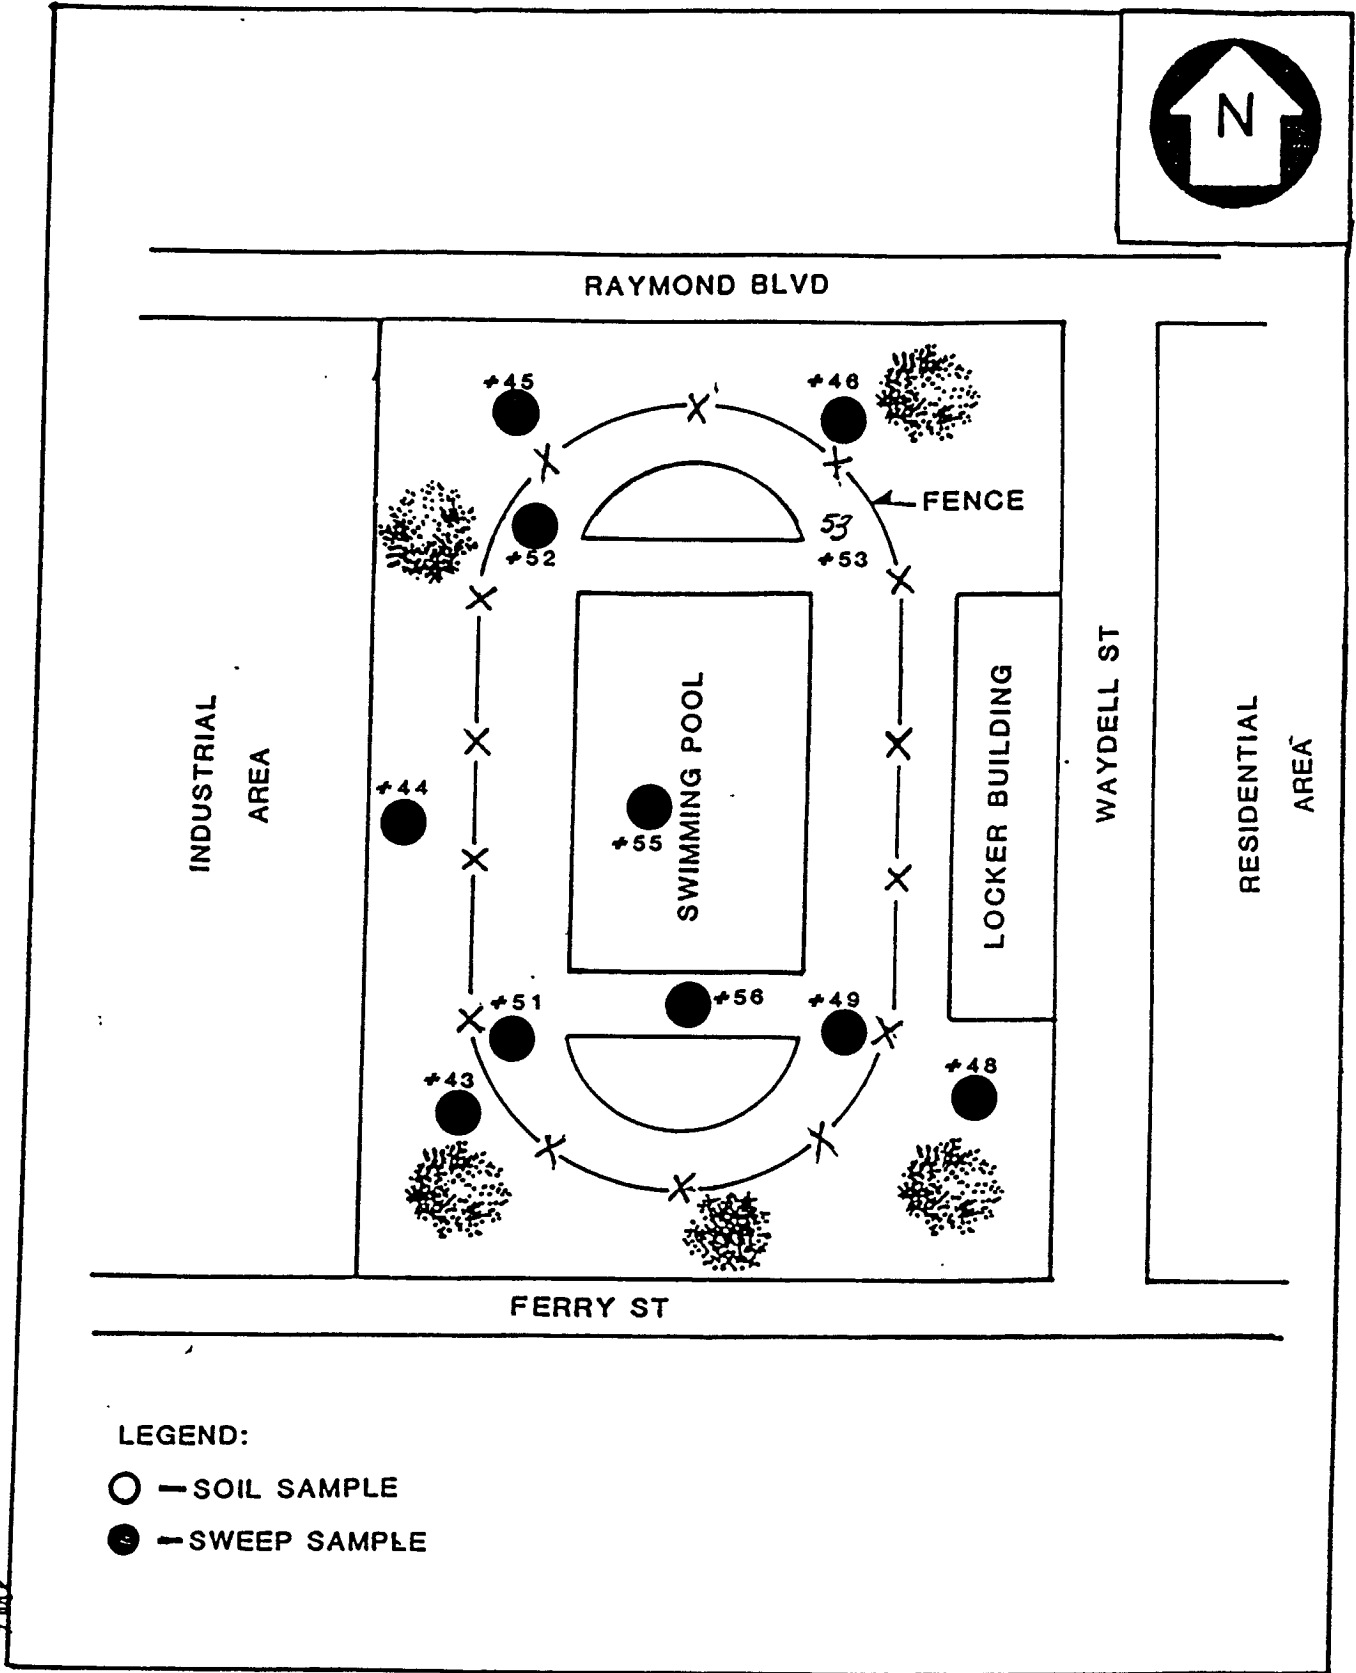 N
RAYMOND BLVD
#45
#46
FENCE
53
#52
#53
SWIMMING POOL
LOCKER BUILDING
WAYDELL ST
INDUSTRIAL
AREA
RESIDENTIAL
AREA
#44
#55
#51
#56
#49
#43
#48
FERRY ST
LEGEND:
O — SOIL SAMPLE
● — SWEEP SAMPLE